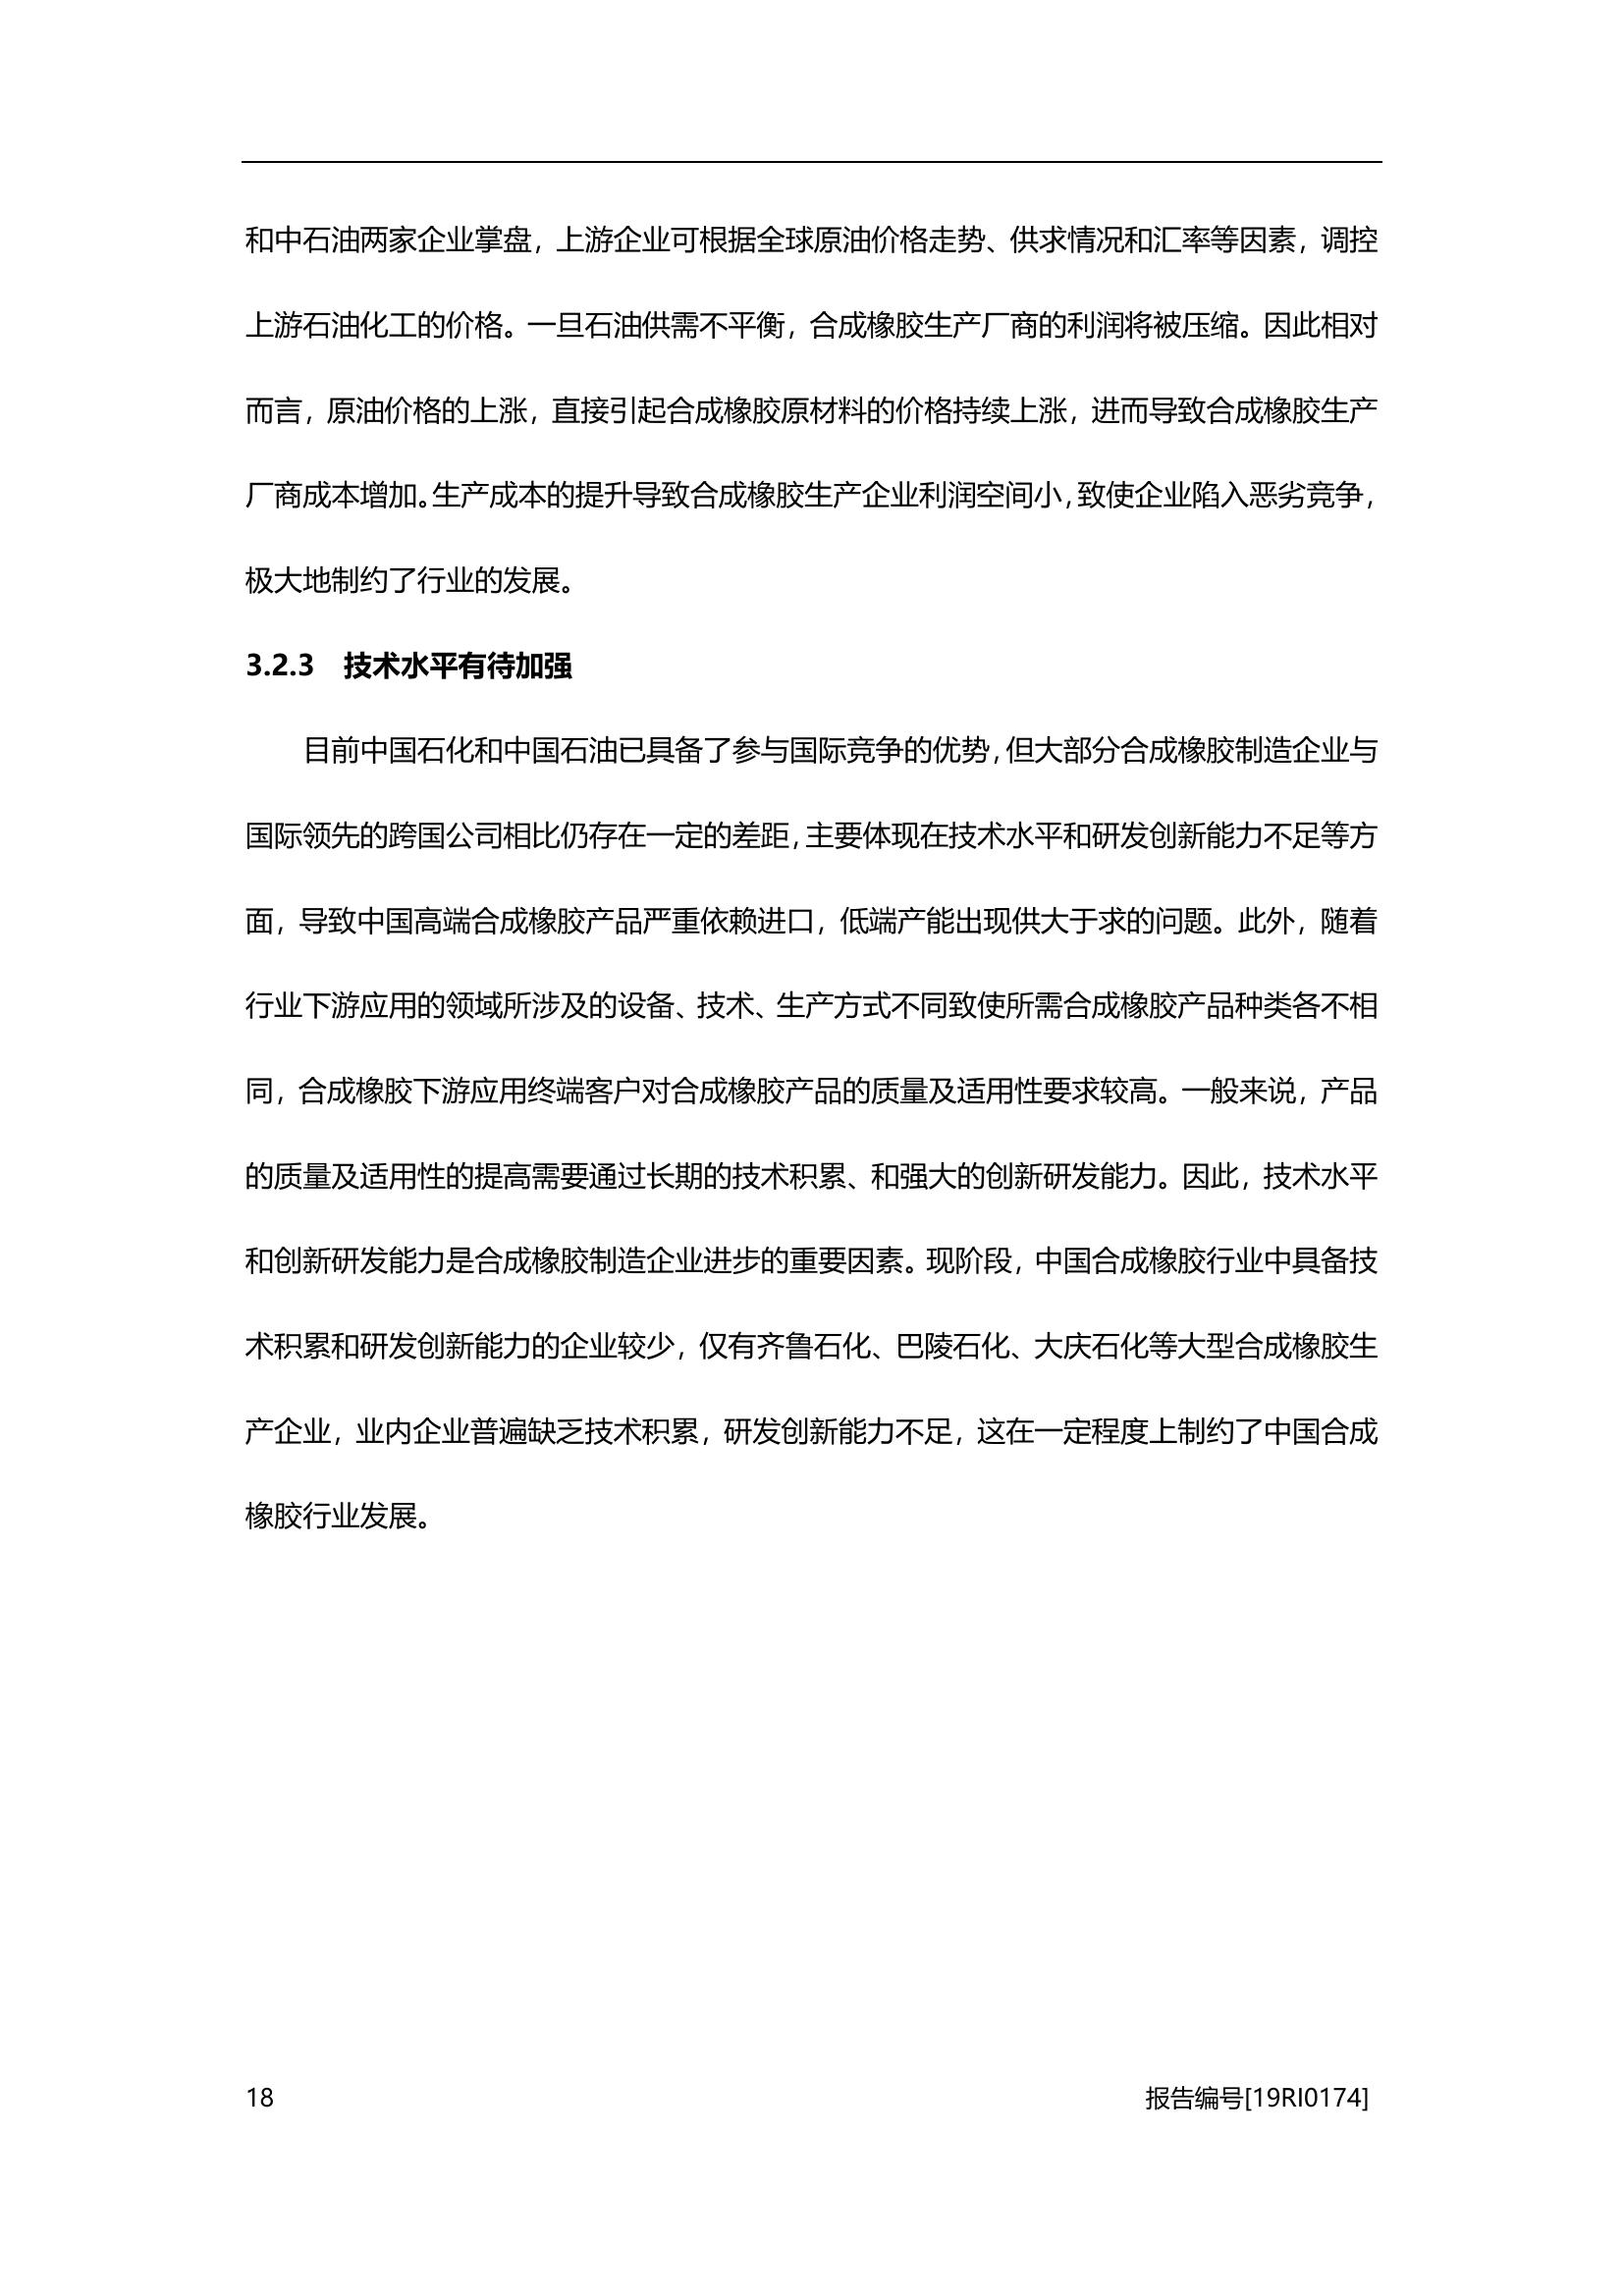 和中石油两家企业掌盘，上游企业可根据全球原油价格走势、供求情况和汇率等因素，调控
上游石油化工的价格。一旦石油供需不平衡，合成橡胶生产厂商的利润将被压缩。因此相对
而言，原油价格的上涨，直接引起合成橡胶原材料的价格持续上涨，进而导致合成橡胶生产
厂商成本增加。生产成本的提升导致合成橡胶生产企业利润空间小，致使企业陷入恶劣竞争，
极大地制约了行业的发展。
3.2.3 技术水平有待加强
目前中国石化和中国石油已具备了参与国际竞争的优势，但大部分合成橡胶制造企业与
国际领先的跨国公司相比仍存在一定的差距，主要体现在技术水平和研发创新能力不足等方
面，导致中国高端合成橡胶产品严重依赖进口，低端产能出现供大于求的问题。此外，随着
行业下游应用的领域所涉及的设备、技术、生产方式不同致使所需合成橡胶产品种类各不相
同，合成橡胶下游应用终端客户对合成橡胶产品的质量及适用性要求较高。一般来说，产品
的质量及适用性的提高需要通过长期的技术积累、和强大的创新研发能力。因此，技术水平
和创新研发能力是合成橡胶制造企业进步的重要因素。现阶段，中国合成橡胶行业中具备技
术积累和研发创新能力的企业较少，仅有齐鲁石化、巴陵石化、大庆石化等大型合成橡胶生
产企业，业内企业普遍缺乏技术积累，研发创新能力不足，这在一定程度上制约了中国合成
橡胶行业发展。
18 报告编号[19RI0174]